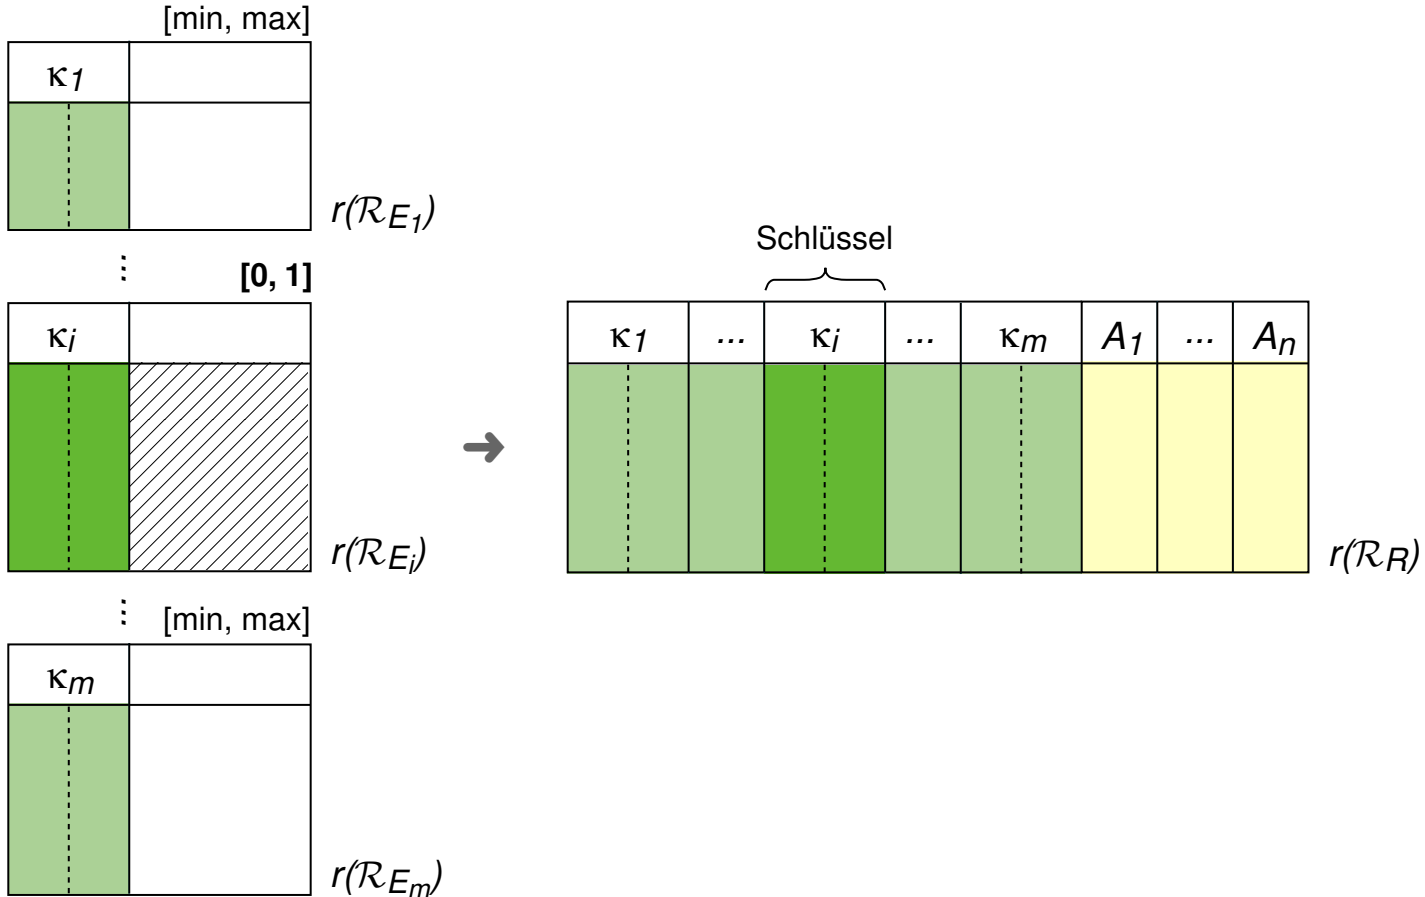 [min, max]
κ1
r(ℛE1)
⋮
[0, 1]
κi
r(ℛEi)
⋮
[min, max]
κm
r(ℛEm)
➔
Schlüssel
κ1 ... κi ... κm A1 ... An
r(ℛR)